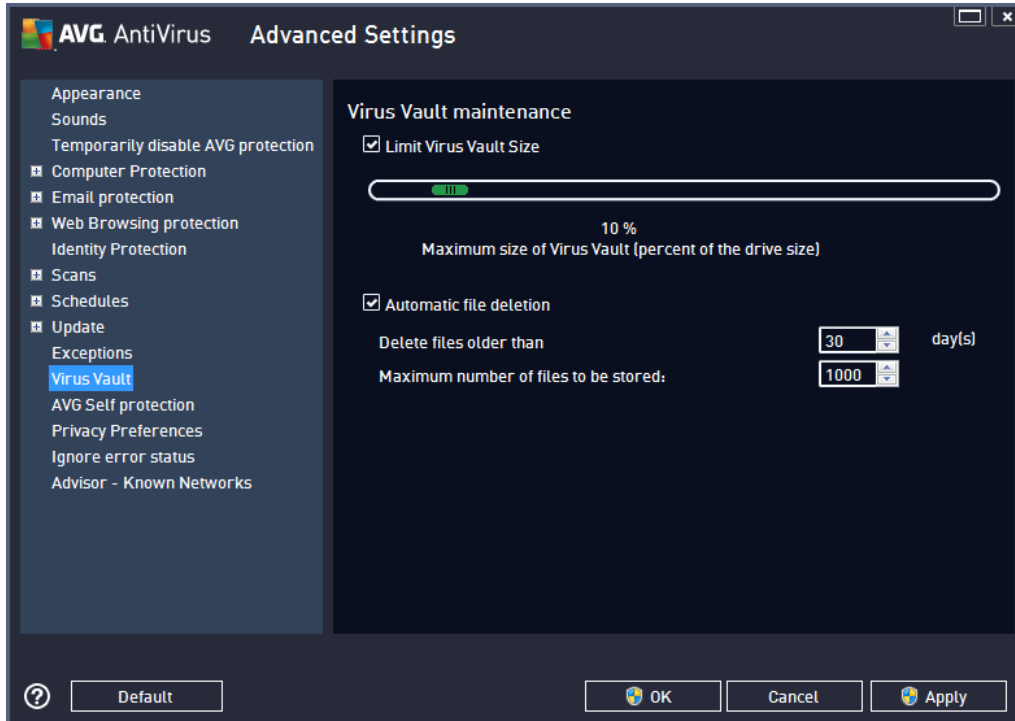 AVG. AntiVirus Advanced Settings
Appearance
Sounds
Temporarily disable AVG protection
Computer Protection
Email protection
Web Browsing protection
Identity Protection
Scans
Schedules
Update
Exceptions
Virus Vault
AVG Self protection
Privacy Preferences
Ignore error status
Advisor - Known Networks
Virus Vault maintenance
Limit Virus Vault Size
10 %
Maximum size of Virus Vault (percent of the drive size)
Automatic file deletion
Delete files older than 30 day(s)
Maximum number of files to be stored: 1000
? Default OK Cancel Apply